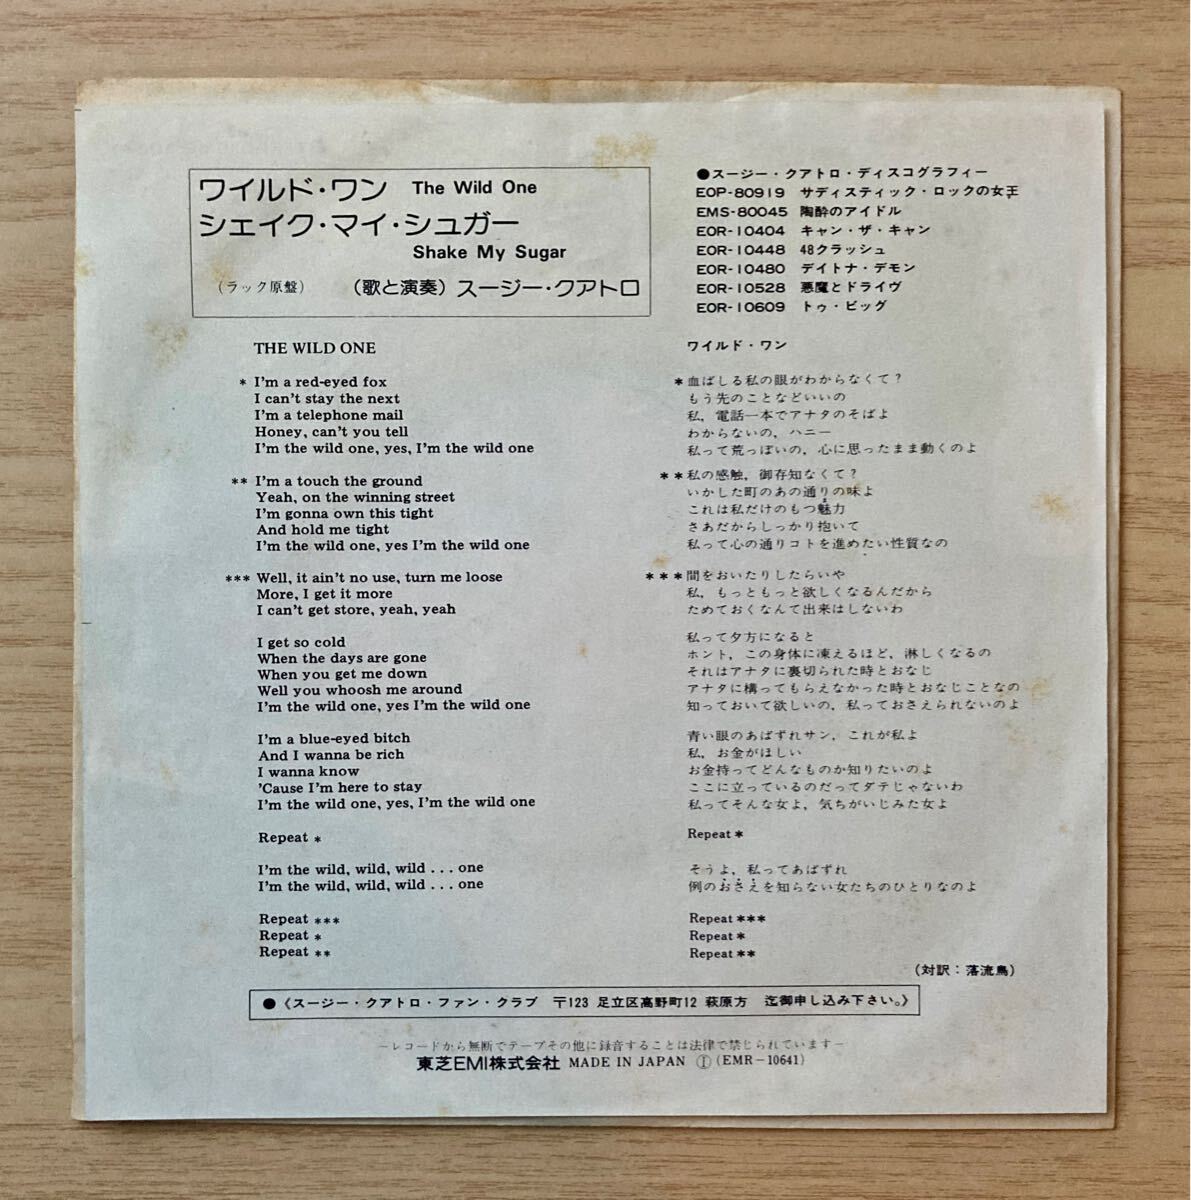 ワイルド・ワン The Wild One
シェイク・マイ・シュガー
Shake My Sugar
(ラック原盤) (歌と演奏) スージー・クアトロ
●スージー・クアトロ・ディスコグラフィー
EOP-80919 サディスティック・ロックの女王
EMS-80045 陶酔のアイドル
EOR-10404 キャン・ザ・キャン
EOR-10448 48クラッシュ
EOR-10480 デイトナ・デモン
EOR-10528 悪魔とドライヴ
EOR-10609 トゥ・ビッグ
THE WILD ONE
* I'm a red-eyed fox
I can't stay the next
I'm a telephone mail
Honey, can't you tell
I'm the wild one, yes, I'm the wild one
** I'm a touch the ground
Yeah, on the winning street
I'm gonna own this tight
And hold me tight
I'm the wild one, yes I'm the wild one
*** Well, it ain't no use, turn me loose
More, I get it more
I can't get store, yeah, yeah
I get so cold
When the days are gone
When you get me down
Well you whoosh me around
I'm the wild one, yes I'm the wild one
I'm a blue-eyed bitch
And I wanna be rich
I wanna know
'Cause I'm here to stay
I'm the wild one, yes, I'm the wild one
Repeat *
I'm the wild, wild, wild . . . one
I'm the wild, wild, wild . . . one
Repeat ***
Repeat *
Repeat **
ワイルド・ワン
*血ばしる私の眼がわからなくて?
もう先のことなどいいの
私, 電話一本でアナタのそばよ
わからないの, ハニー
私って荒っぽいの, 心に思ったまま動くのよ
**私の感触, 御存知なくて?
いかした町のあの通りの味よ
これは私だけのもつ魅力
さあだからしっかり抱いて
私って心の通りコトを進めたい性質なの
***間をおいたりしたらいや
私, もっともっと欲しくなるんだから
ためておくなんて出来はしないわ
私って夕方になると
ホント, この身体に凍えるほど, 淋しくなるの
それはアナタに裏切られた時とおなじ
アナタに構ってもらえなかった時とおなじことなの
知っておいて欲しいの, 私っておさえられないのよ
青い眼のあばずれサン, これが私よ
私, お金がほしい
お金持ってどんなものか知りたいのよ
ここに立っているのだってダテじゃないわ
私ってそんな女よ, 気ちがいじみた女よ
Repeat *
そうよ, 私ってあばずれ
例のおさえを知らない女たちのひとりなのよ
Repeat ***
Repeat *
Repeat **
(対訳：落流鳥)
●《スージー・クアトロ・ファン・クラブ 〒123 足立区高野町12 萩原方 迄御申し込み下さい。》
—レコードから無断でテープその他に録音することは法律で禁じられています—
東芝EMI株式会社 MADE IN JAPAN Ⓘ (EMR-10641)